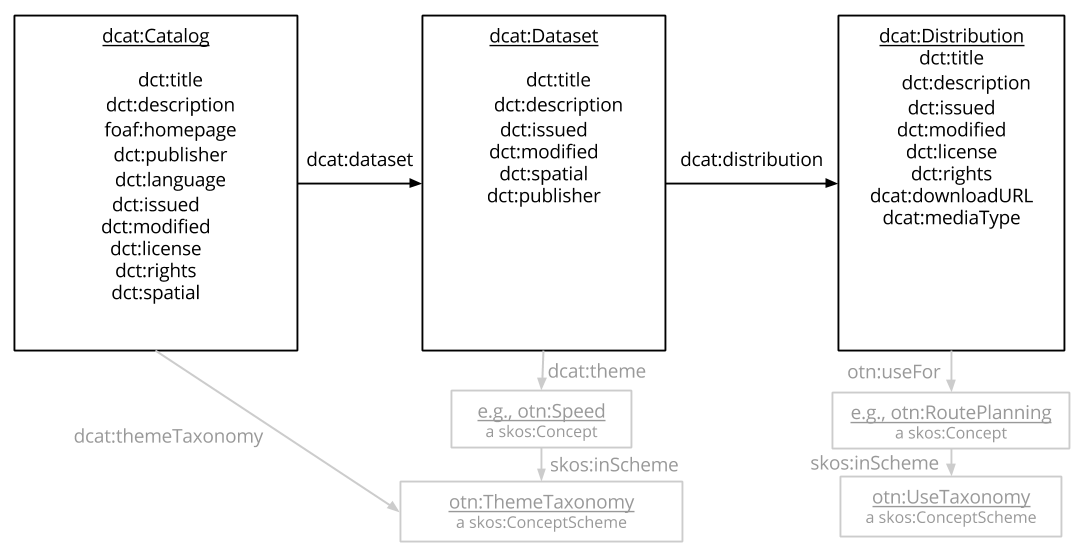 dcat:Catalog
dct:title
dct:description
foaf:homepage
dct:publisher
dct:language
dct:issued
dct:modified
dct:license
dct:rights
dct:spatial
dcat:dataset
dcat:Dataset
dct:title
dct:description
dct:issued
dct:modified
dct:spatial
dct:publisher
dcat:distribution
dcat:Distribution
dct:title
dct:description
dct:issued
dct:modified
dct:license
dct:rights
dcat:downloadURL
dcat:mediaType
dcat:themeTaxonomy
dcat:theme
e.g., otn:Speed
a skos:Concept
skos:inScheme
otn:ThemeTaxonomy
a skos:ConceptScheme
otn:useFor
e.g., otn:RoutePlanning
a skos:Concept
skos:inScheme
otn:UseTaxonomy
a skos:ConceptScheme